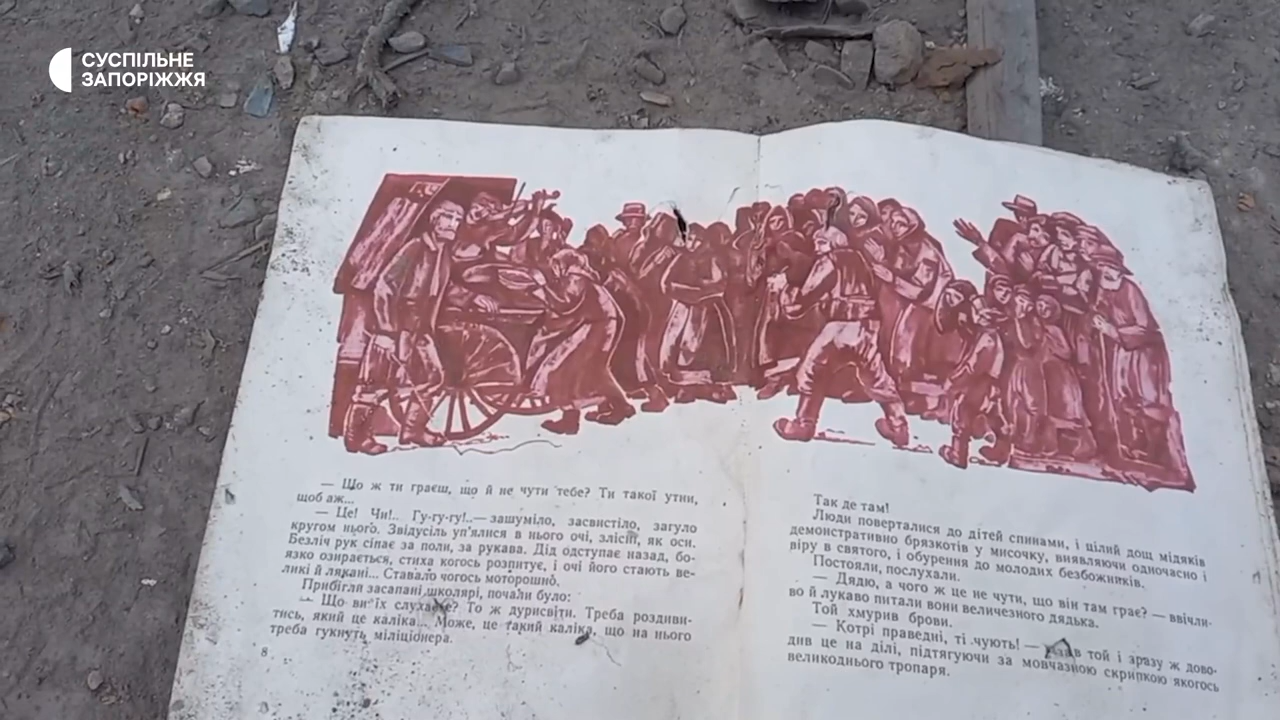 СУСПІЛЬНЕ
ЗАПОРІЖЖЯ
— Що ж ти граєш, що й не чути тебе? Ти такої утни,
щоб аж...
— Це! Чи!.. Гу-гу-гу!..— зашуміло, засвистіло, загуло
кругом нього. Звідусіль уп'ялися в нього очі, злісні, як оси.
Безліч рук сіпає за поли, за рукава. Дід одступає назад, бо-
язко озирається, стиха когось розпитує, і очі його стають ве-
ликі й лякані... Ставало чогось моторошно.
Прибігли засапані школярі, почали було:
— Що ви їх слухаєте? То ж дурисвіти. Треба роздиви-
тись, який це каліка... Може, це такий каліка, що на нього
треба гукнуть міліціонера.
8
Так де там!
Люди поверталися до дітей спинами, і цілий дощ мідяків
демонстративно брязкотів у мисочку, виявляючи одночасно і
віру в святого, і обурення до молодих безбожників.
Постояли, послухали.
— Дядю, а чого ж це не чути, що він там грає? — ввічли-
во й лукаво питали вони величезного дядька.
Той хмурив брови.
— Котрі праведні, ті чують! — той і зразу ж дово-
див це на ділі, підтягуючи за мовчазною скрипкою якогось
великоднього тропаря.